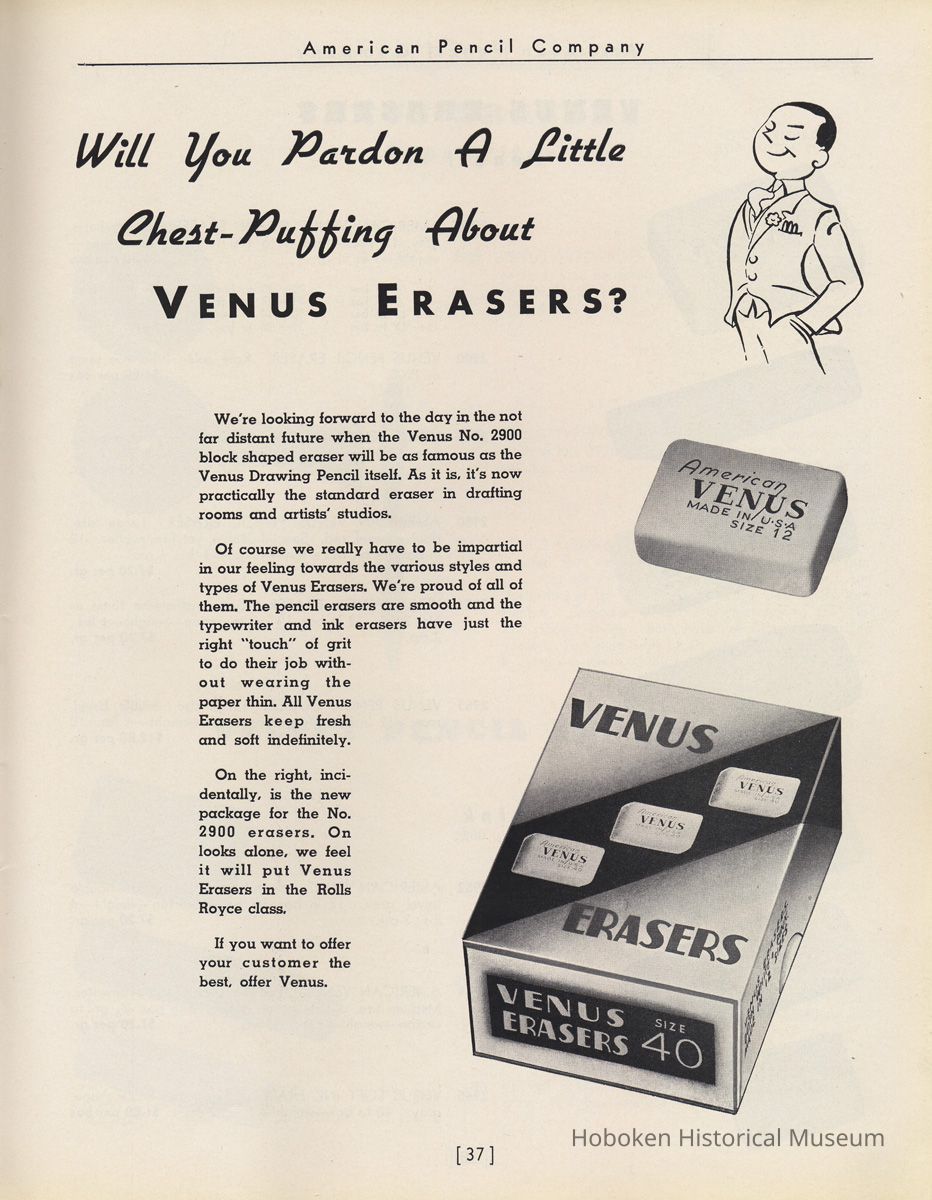 American Pencil Company
Will You Pardon A Little
Chest-Puffing About
VENUS ERASERS?
We're looking forward to the day in the not
far distant future when the Venus No. 2900
block shaped eraser will be as famous as the
Venus Drawing Pencil itself. As it is, it's now
practically the standard eraser in drafting
rooms and artists' studios.
Of course we really have to be impartial
in our feeling towards the various styles and
types of Venus Erasers. We're proud of all of
them. The pencil erasers are smooth and the
typewriter and ink erasers have just the
right "touch" of grit
to do their job with-
out wearing the
paper thin. All Venus
Erasers keep fresh
and soft indefinitely.
On the right, inci-
dentally, is the new
package for the No.
2900 erasers. On
looks alone, we feel
it will put Venus
Erasers in the Rolls
Royce class.
If you want to offer
your customer the
best, offer Venus.
American
VENUS
MADE IN U·S·A
SIZE 12
VENUS
American
VENUS
American
VENUS
American
VENUS
ERASERS
VENUS
ERASERS
SIZE
40
Hoboken Historical Museum
[37]